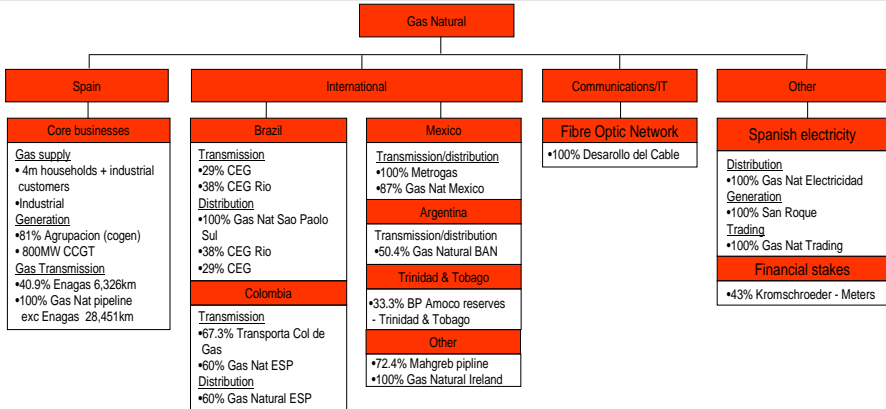 Gas Natural
Spain
International
Communications/IT
Other
Core businesses
Gas supply
• 4m households + industrial
customers
•Industrial
Generation
•81% Agrupacion (cogen)
• 800MW CCGT
Gas Transmission
•40.9% Enagas 6,326km
•100% Gas Nat pipeline
exc Enagas 28,451km
Brazil
Transmission
•29% CEG
•38% CEG Rio
Distribution
•100% Gas Nat Sao Paolo
Sul
•38% CEG Rio
•29% CEG
Colombia
Transmission
•67.3% Transporta Col de
Gas
•60% Gas Nat ESP
Distribution
•60% Gas Natural ESP
Mexico
Transmission/distribution
•100% Metrogas
•87% Gas Nat Mexico
Argentina
Transmission/distribution
•50.4% Gas Natural BAN
Trinidad & Tobago
•33.3% BP Amoco reserves
- Trinidad & Tobago
Other
•72.4% Mahgreb pipline
•100% Gas Natural Ireland
Fibre Optic Network
•100% Desarollo del Cable
Spanish electricity
Distribution
•100% Gas Nat Electricidad
Generation
•100% San Roque
Trading
•100% Gas Nat Trading
Financial stakes
•43% Kromschroeder - Meters